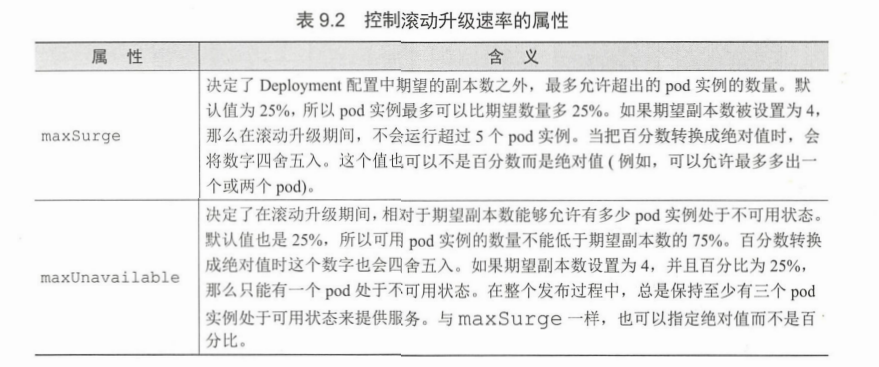 表 9.2 控制滚动升级速率的属性
属 性 含 义
maxSurge
决定了 Deployment 配置中期望的副本数之外，最多允许超出的 pod 实例的数量。默
认值为 25%，所以 pod 实例最多可以比期望数量多 25%。如果期望副本数被设置为 4，
那么在滚动升级期间，不会运行超过 5 个 pod 实例。当把百分数转换成绝对值时，会
将数字四舍五入。这个值也可以不是百分数而是绝对值 ( 例如，可以允许最多多出一
个或两个 pod)。
maxUnavailable
决定了在滚动升级期间，相对于期望副本数能够允许有多少 pod 实例处于不可用状态。
默认值也是 25%，所以可用 pod 实例的数量不能低于期望副本数的 75%。百分数转换
成绝对值时这个数字也会四舍五入。如果期望副本数设置为 4，并且百分比为 25%，
那么只能有一个 pod 处于不可用状态。在整个发布过程中，总是保持至少有三个 pod
实例处于可用状态来提供服务。与 maxSurge 一样，也可以指定绝对值而不是百
分比。